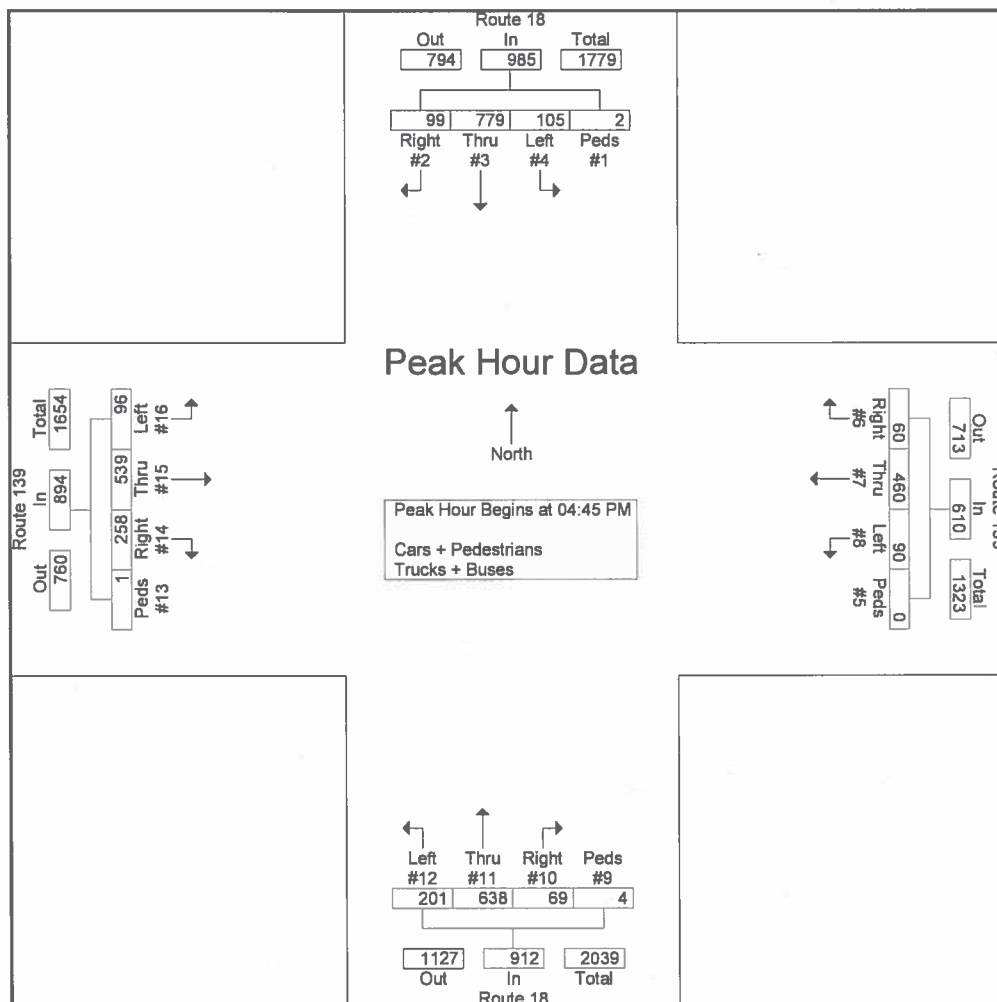 Route 18
Out In Total
794 985 1779
99 779 105 2
Right Thru Left Peds
#2 #3 #4 #1
Peak Hour Data
North
Peak Hour Begins at 04:45 PM
Cars + Pedestrians
Trucks + Buses
Route 139
Total In Out
1654 894 760
96 539 258 1
Left Thru Right Peds
#16 #15 #14 #13
Out In Total
713 610 1323
60 460 90 0
Right Thru Left Peds
#6 #7 #8 #5
Left Thru Right Peds
#12 #11 #10 #9
201 638 69 4
1127 912 2039
Out In Total
Route 18